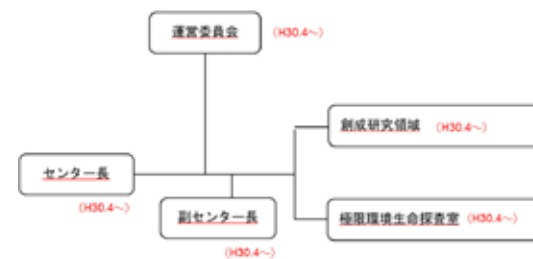 運営委員会 (H30.4～)
創成研究領域 (H30.4～)
センター長
(H30.4～)
副センター長
(H30.4～)
極限環境生命探査室 (H30.4～)